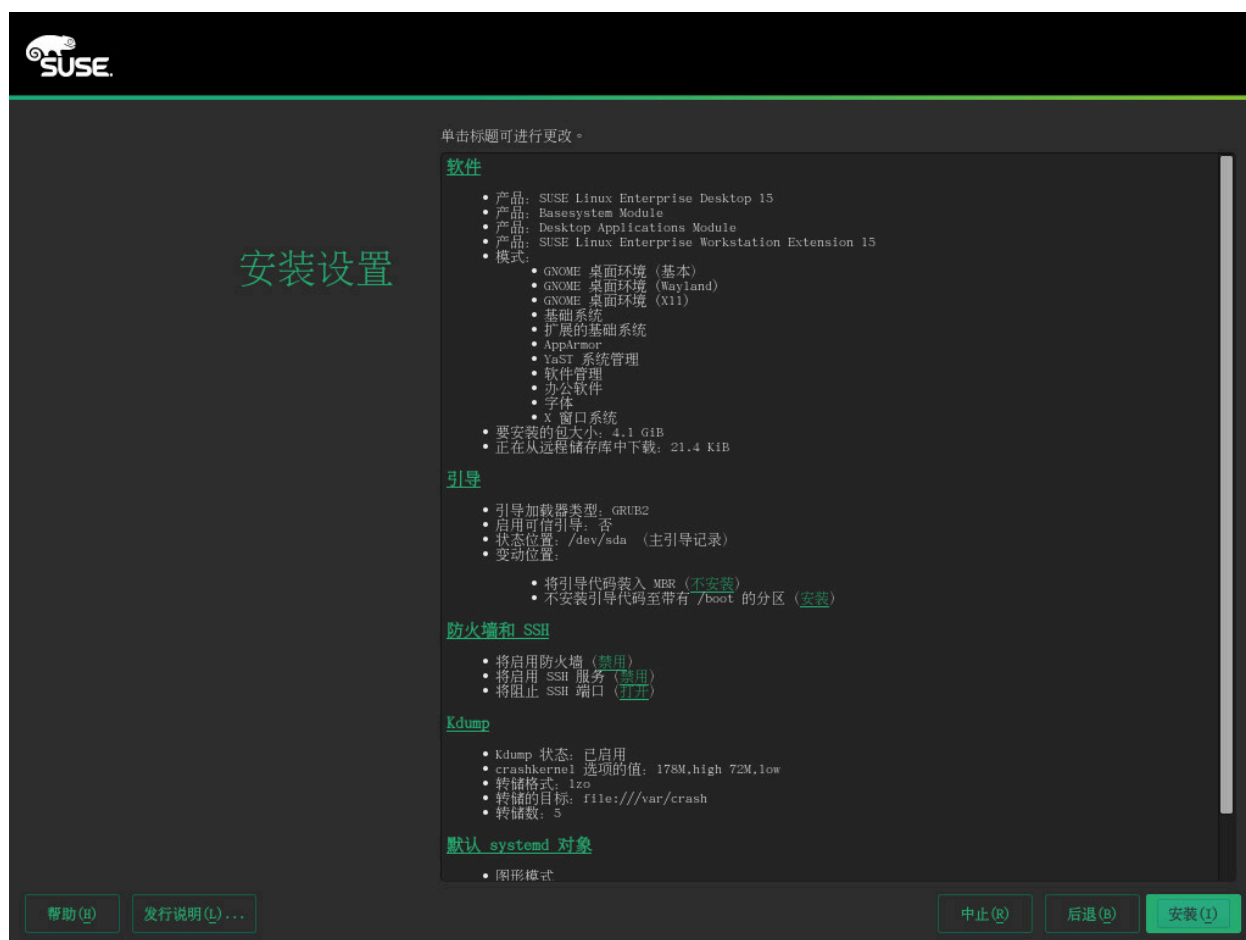 SUSE.
单击标题可进行更改。
安装设置
软件
产品: SUSE Linux Enterprise Desktop 15
产品: Basesystem Module
产品: Desktop Applications Module
产品: SUSE Linux Enterprise Workstation Extension 15
模式:
GNOME 桌面环境 (基本)
GNOME 桌面环境 (Wayland)
GNOME 桌面环境 (X11)
基础系统
扩展的基础系统
AppArmor
YaST 系统管理
软件管理
办公软件
字体
X 窗口系统
要安装的包大小: 4.1 GiB
正在从远程储存库中下载: 21.4 KiB
引导
引导加载器类型: GRUB2
启用可信引导: 否
状态位置: /dev/sda (主引导记录)
变动位置:
将引导代码装入 MBR (不安装)
不安装引导代码至带有 /boot 的分区 (安装)
防火墙和 SSH
将启用防火墙 (禁用)
将启用 SSH 服务 (禁用)
将阻止 SSH 端口 (打开)
Kdump
Kdump 状态: 已启用
crashkernel 选项的值: 178M,high 72M,low
转储格式: lzo
转储的目标: file:///var/crash
转储数: 5
默认 systemd 对象
图形模式
帮助(H)
发行说明(L)...
中止(R)
后退(B)
安装(I)